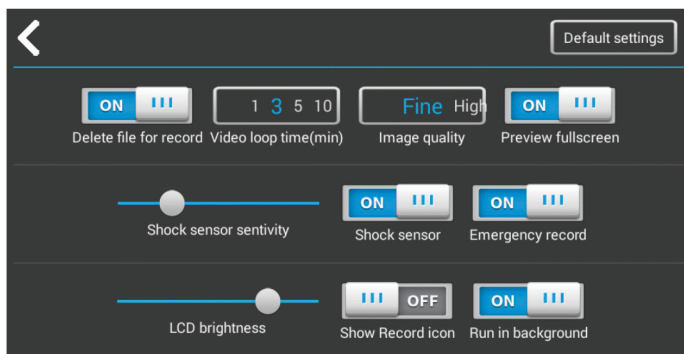 Default settings
ON 1 3 5 10 Fine High ON
Delete file for record Video loop time(min) Image quality Preview fullscreen
ON ON
Shock sensor sentivity Shock sensor Emergency record
OFF ON
LCD brightness Show Record icon Run in background